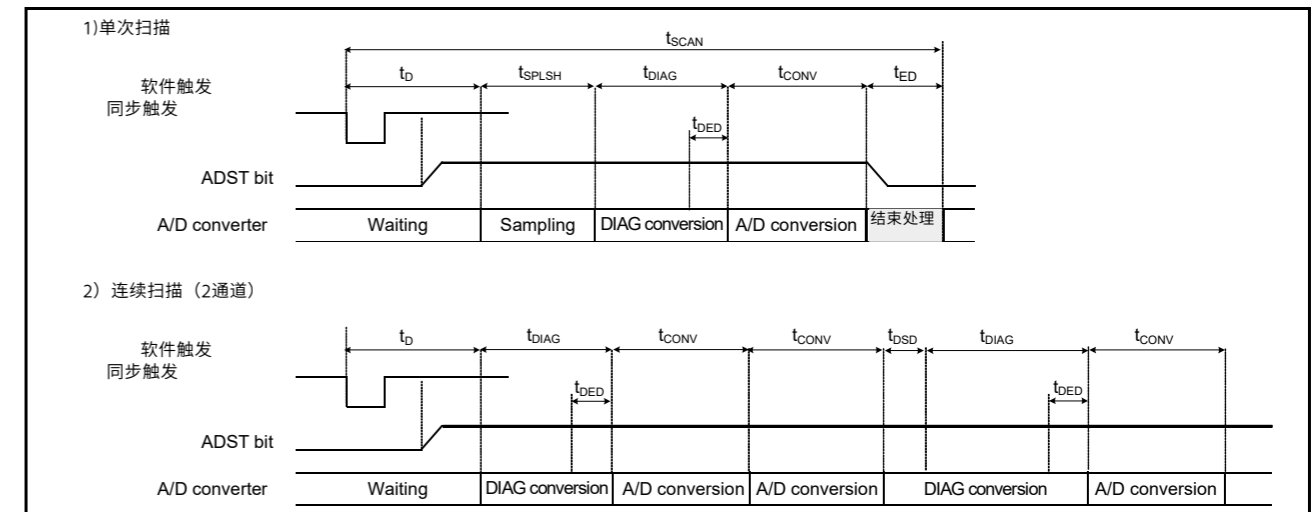 1)单次扫描
tSCAN
tD tSPLSH tDIAG tCONV tED
软件触发
同步触发
tDED
ADST bit
A/D converter Waiting Sampling DIAG conversion A/D conversion 结束处理
2）连续扫描（2通道）
tD tDIAG tCONV tCONV tDSD tDIAG tCONV
软件触发
同步触发
tDED tDED
ADST bit
A/D converter Waiting DIAG conversion A/D conversion A/D conversion DIAG conversion A/D conversion